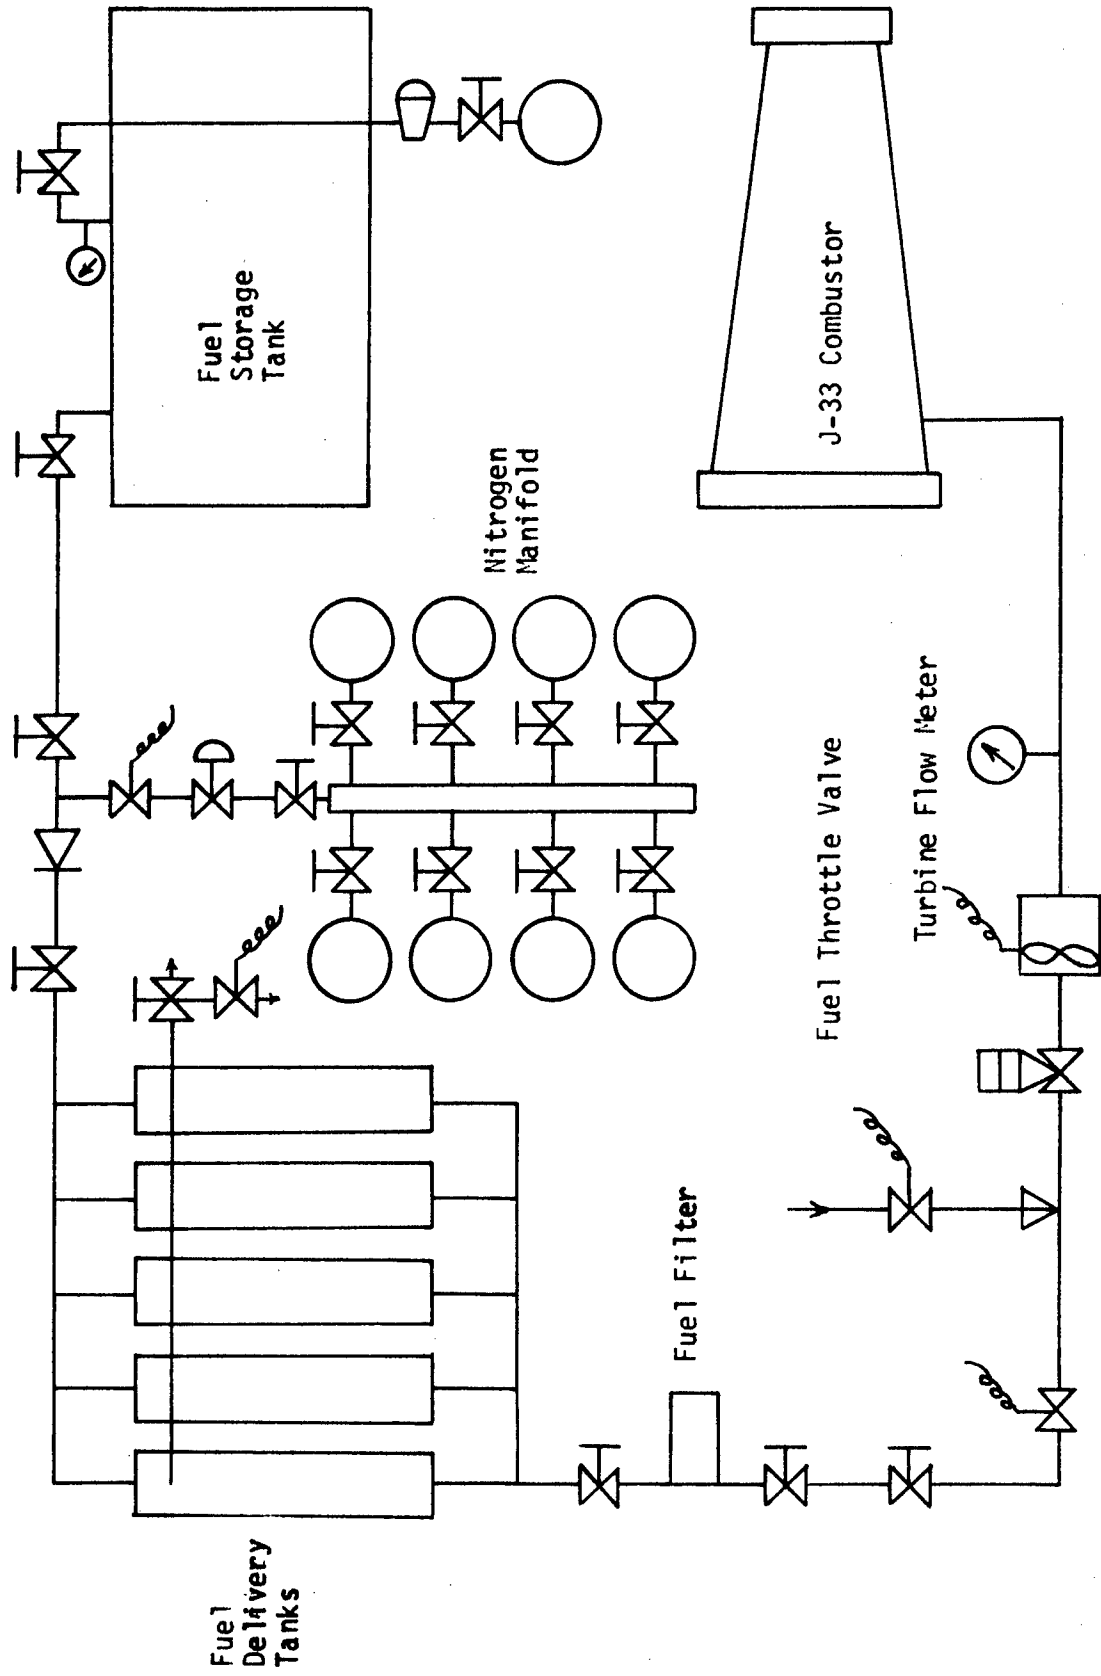 Fuel
Storage
Tank
J-33 Combustor
Nitrogen
Manifold
Fuel Throttle Valve
Turbine Flow Meter
Fuel Filter
Fuel
Delivery
Tanks